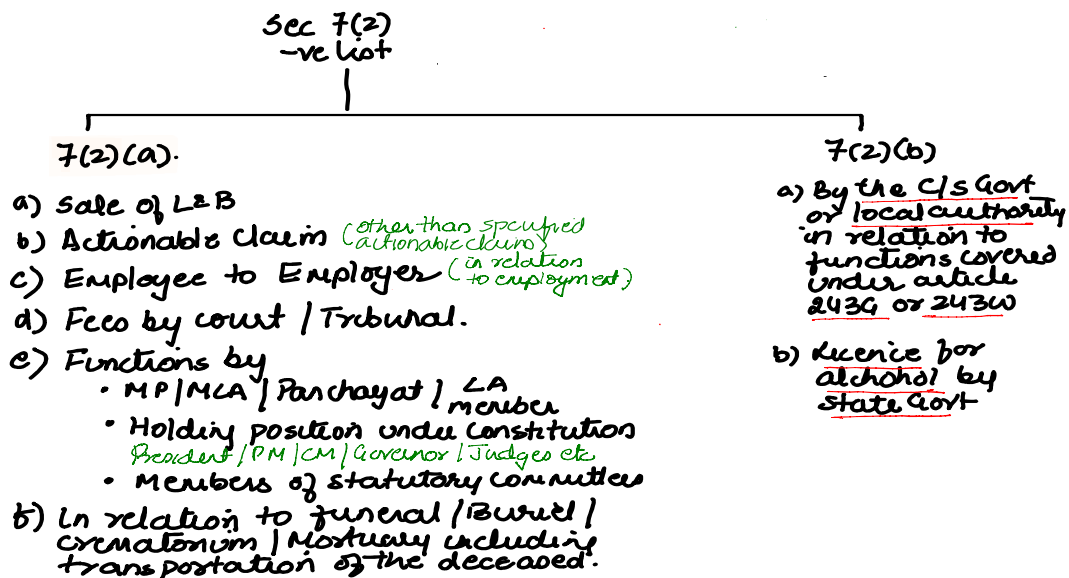 Sec 7(2)
-ve list
7(2)(a).
a) Sale of L&B
b) Actionable Claim (other than specified
actionable claim)
c) Employee to Employer (in relation
to employment)
d) Fees by court / Tribunal.
e) Functions by
• MP/MLA / Panchayat / LA
member
• Holding position under constitution
President / PM / CM / Governor / Judges etc
• Members of statutory committees
f) In relation to funeral / Buriel /
crematorium / Mortuary including
transportation of the deceased.
7(2)(b)
a) By the C/S Govt
or local authority
in relation to
functions covered
under article
243G or 243W
b) Licence for
alchohol by
state Govt